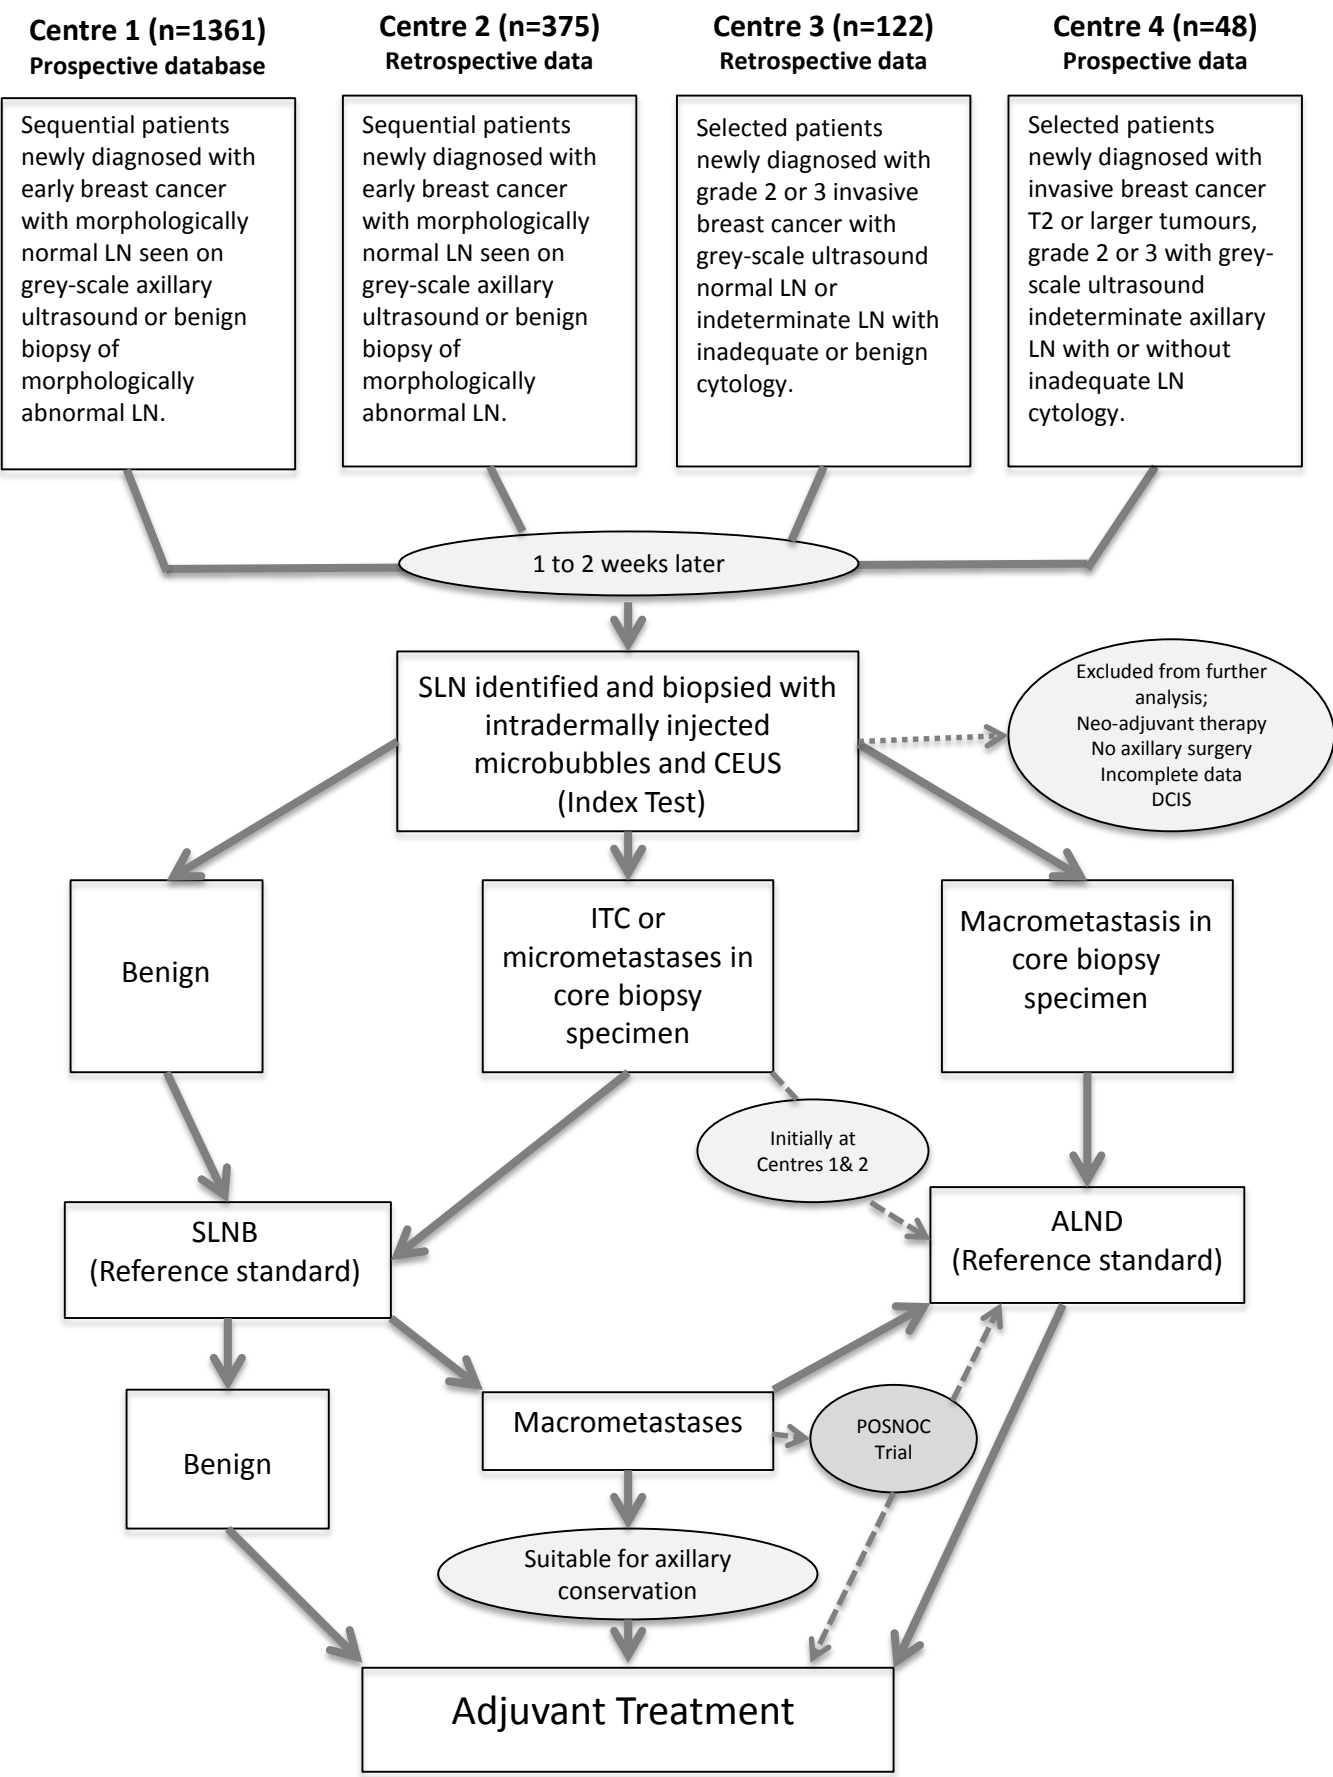 Centre 1 (n=1361)
Prospective database
Centre 2 (n=375)
Retrospective data
Centre 3 (n=122)
Retrospective data
Centre 4 (n=48)
Prospective data
Sequential patients
newly diagnosed with
early breast cancer
with morphologically
normal LN seen on
grey-scale axillary
ultrasound or benign
biopsy of
morphologically
abnormal LN.
Sequential patients
newly diagnosed with
early breast cancer
with morphologically
normal LN seen on
grey-scale axillary
ultrasound or benign
biopsy of
morphologically
abnormal LN.
Selected patients
newly diagnosed with
grade 2 or 3 invasive
breast cancer with
grey-scale ultrasound
normal LN or
indeterminate LN with
inadequate or benign
cytology.
Selected patients
newly diagnosed with
invasive breast cancer
T2 or larger tumours,
grade 2 or 3 with grey-
scale ultrasound
indeterminate axillary
LN with or without
inadequate LN
cytology.
1 to 2 weeks later
SLN identified and biopsied with
intradermally injected
microbubbles and CEUS
(Index Test)
Excluded from further
analysis;
Neo-adjuvant therapy
No axillary surgery
Incomplete data
DCIS
Benign
ITC or
micrometastases in
core biopsy
specimen
Macrometastasis in
core biopsy
specimen
Initially at
Centres 1& 2
SLNB
(Reference standard)
ALND
(Reference standard)
Benign
Macrometastases
POSNOC
Trial
Suitable for axillary
conservation
Adjuvant Treatment